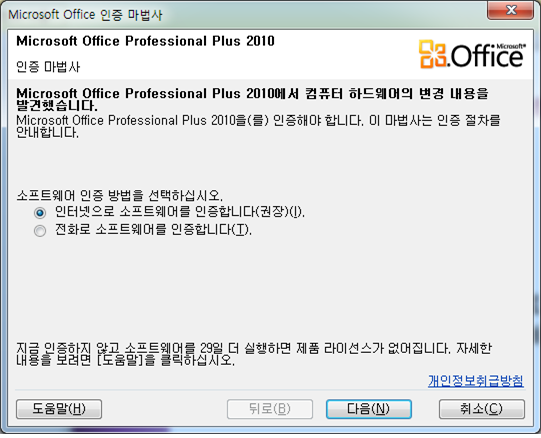 Microsoft Office 인증 마법사
Microsoft Office Professional Plus 2010
인증 마법사
Microsoft®
Office
Microsoft Office Professional Plus 2010에서 컴퓨터 하드웨어의 변경 내용을
발견했습니다.
Microsoft Office Professional Plus 2010을(를) 인증해야 합니다. 이 마법사는 인증 절차를
안내합니다.
소프트웨어 인증 방법을 선택하십시오.
인터넷으로 소프트웨어를 인증합니다(권장)(I).
전화로 소프트웨어를 인증합니다(T).
지금 인증하지 않고 소프트웨어를 29일 더 실행하면 제품 라이선스가 없어집니다. 자세한
내용을 보려면 [도움말]을 클릭하십시오.
개인정보취급방침
도움말(H) 뒤로(B) 다음(N) 취소(C)